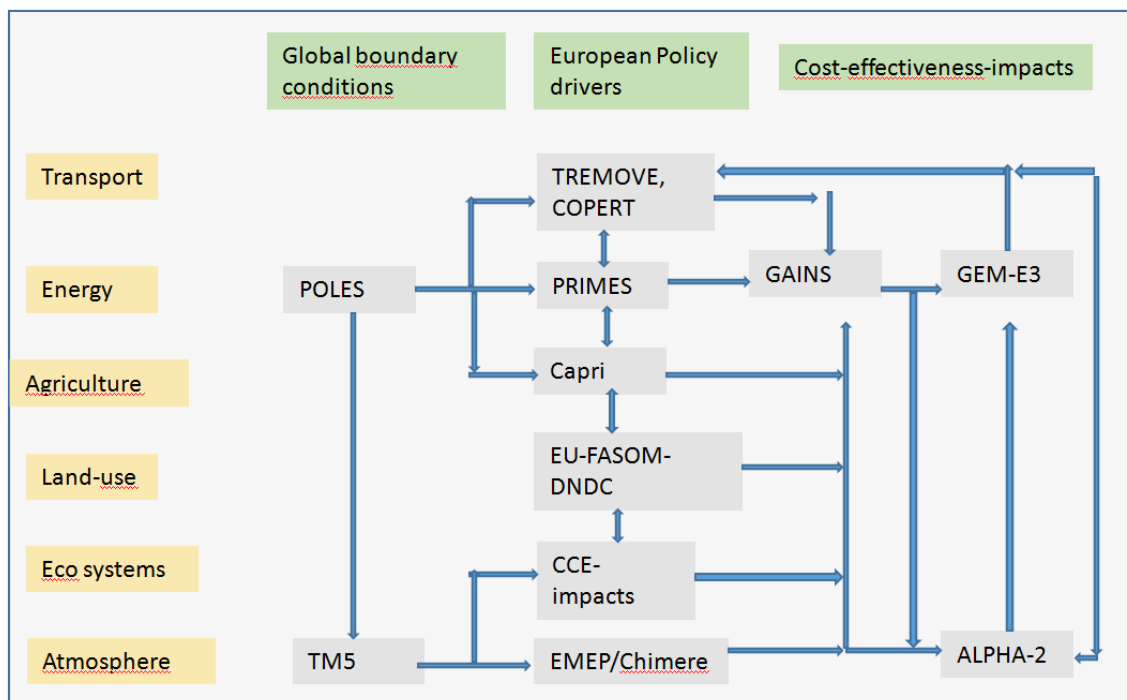 Global boundary
conditions
European Policy
drivers
Cost-effectiveness-impacts
Transport
TREMOVE,
COPERT
Energy
POLES
PRIMES
GAINS
GEM-E3
Agriculture
Capri
Land-use
EU-FASOM-
DNDC
Eco systems
CCE-
impacts
Atmosphere
TM5
EMEP/Chimere
ALPHA-2